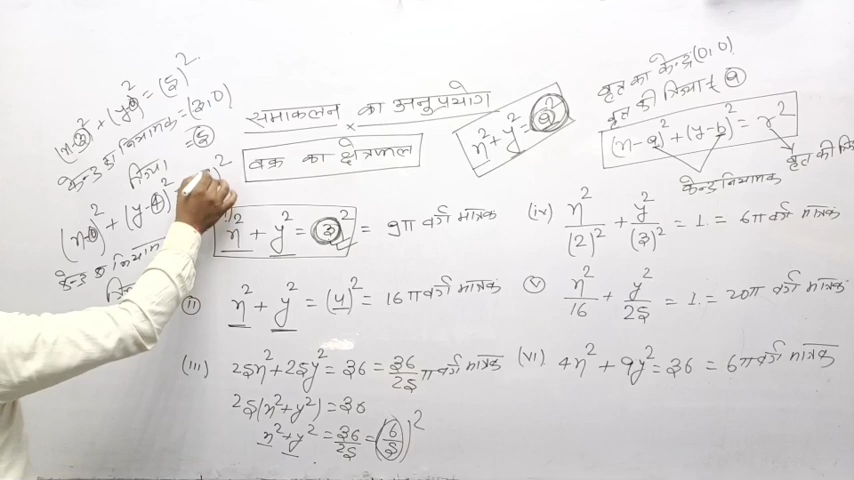 समाकलन का अनुप्रयोग
वक्र का क्षेत्रफल
x² + y² = a²
वृत का केन्द्र (0, 0)
वृत की त्रिज्या = a
(x - a)² + (y - b)² = r²
केन्द्र नियामक
वृत की
(x - 3)² + (y - 0)² = (5)²
केन्द्र का नियामक = (3, 0)
त्रिज्या = 5
(x - 0)² + (y - 4)²
केन्द्र का नियाम
x² + y² = (3)² = 9π वर्ग मात्रक
(ii) x² + y² = (4)² = 16π वर्ग मात्रक
(iii) 25x² + 25y² = 36 = 36/25 π वर्ग मात्रक
25(x² + y²) = 36
x² + y² = 36/25 = (6/5)²
(iv) x²/(2)² + y²/(3)² = 1. = 6π वर्ग मात्रक
(v) x²/16 + y²/25 = 1. = 20π वर्ग मात्रक
(vi) 4x² + 9y² = 36 = 6π वर्ग मात्रक